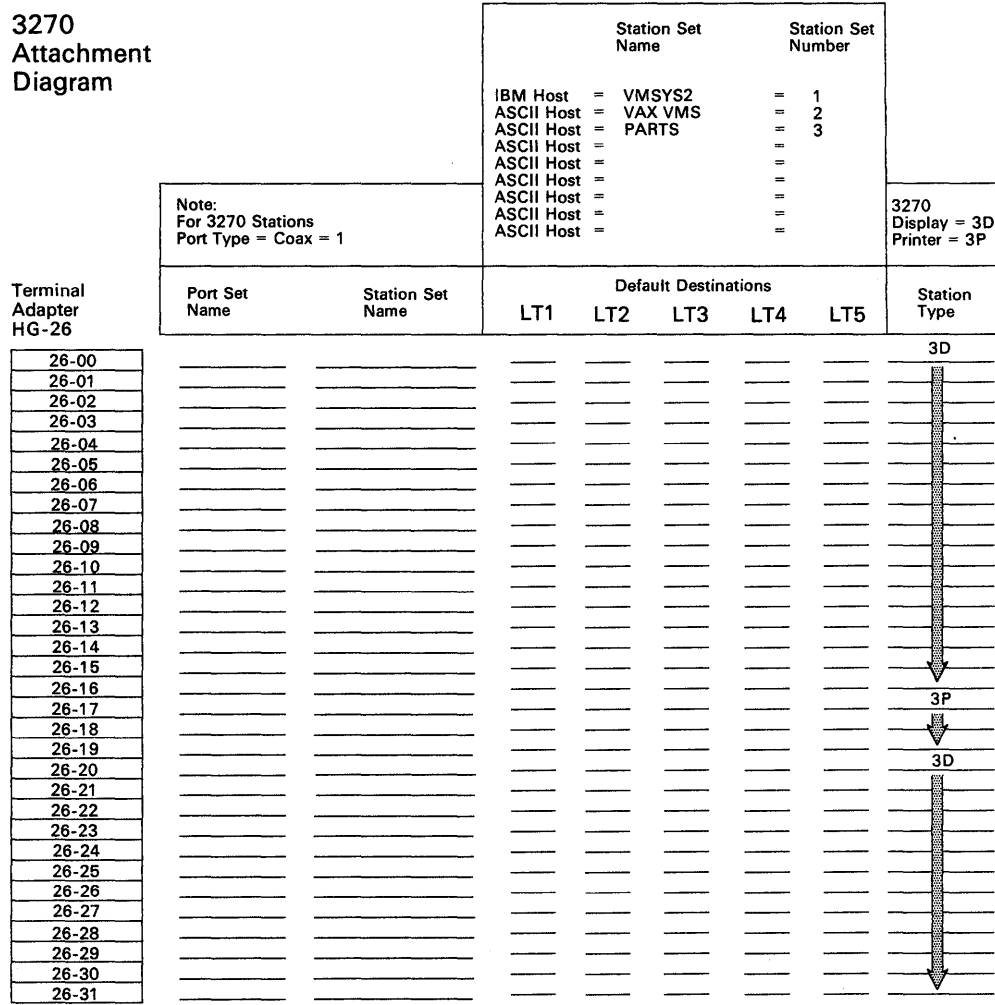 3270
Attachment
Diagram
Station Set Name Station Set Number
IBM Host = VMSYS2 = 1
ASCII Host = VAX VMS = 2
ASCII Host = PARTS = 3
ASCII Host = =
ASCII Host = =
ASCII Host = =
ASCII Host = =
ASCII Host = =
ASCII Host = =
Note:
For 3270 Stations
Port Type = Coax = 1
3270
Display = 3D
Printer = 3P
Terminal
Adapter
HG-26
Port Set
Name
Station Set
Name
Default Destinations
LT1 LT2 LT3 LT4 LT5
Station
Type
26-00 3D
26-01
26-02
26-03
26-04
26-05
26-06
26-07
26-08
26-09
26-10
26-11
26-12
26-13
26-14
26-15
26-16
26-17 3P
26-18
26-19
26-20 3D
26-21
26-22
26-23
26-24
26-25
26-26
26-27
26-28
26-29
26-30
26-31